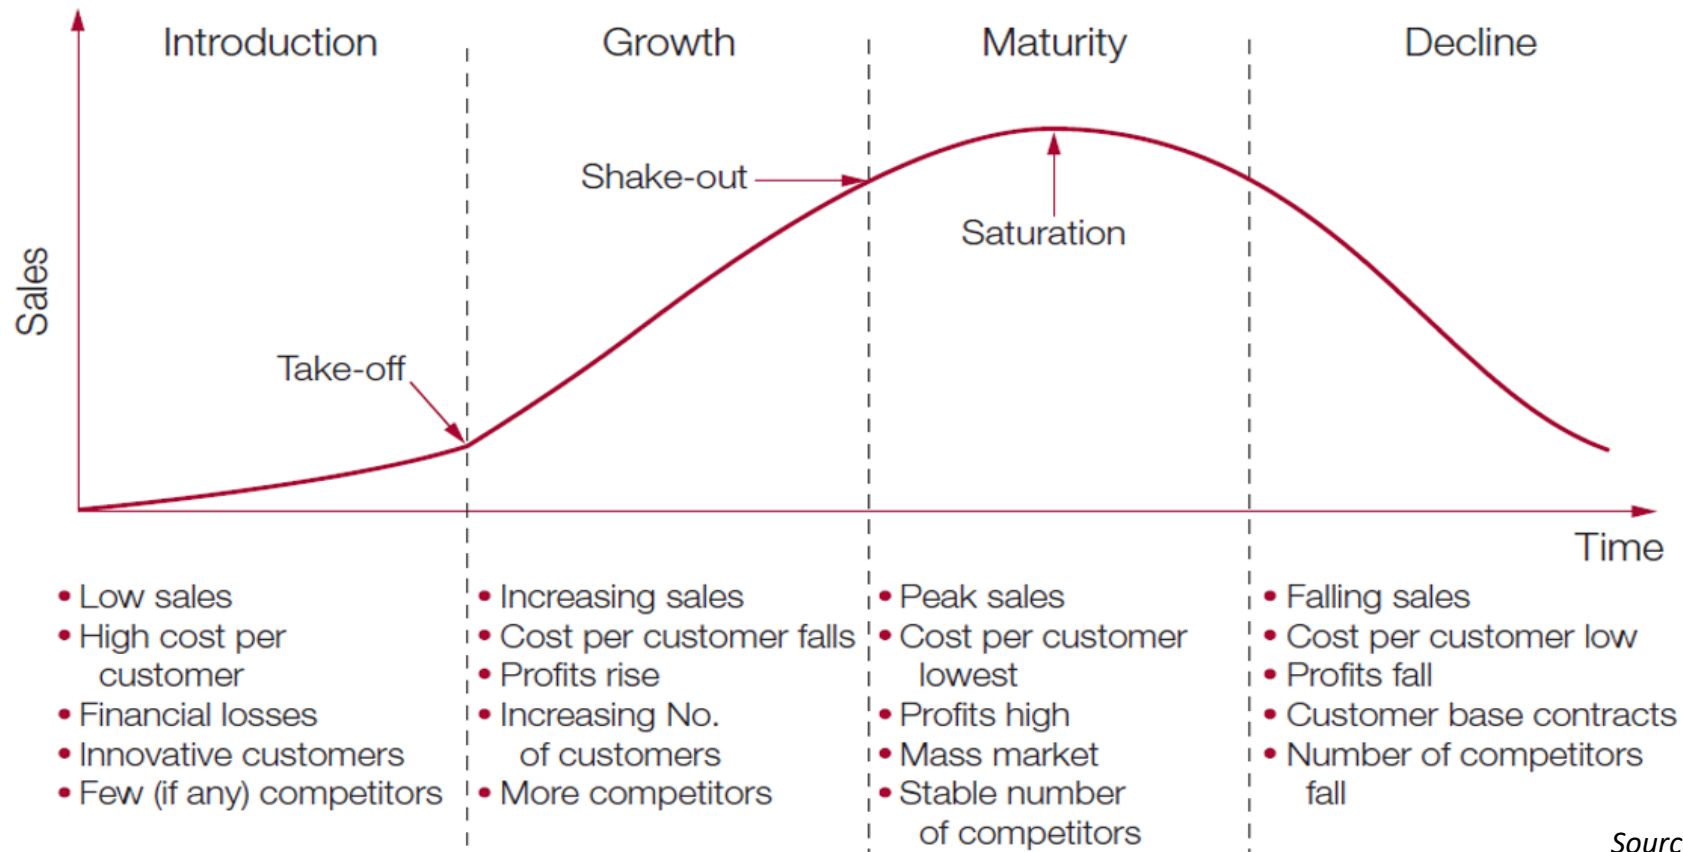 Introduction
Growth
Maturity
Decline
Shake-out
Saturation
Sales
Take-off
Time
• Low sales
• High cost per
customer
• Financial losses
• Innovative customers
• Few (if any) competitors
• Increasing sales
• Cost per customer falls
• Profits rise
• Increasing No.
of customers
• More competitors
• Peak sales
• Cost per customer
lowest
• Profits high
• Mass market
• Stable number
of competitors
• Falling sales
• Cost per customer low
• Profits fall
• Customer base contracts
• Number of competitors
fall
Sourc